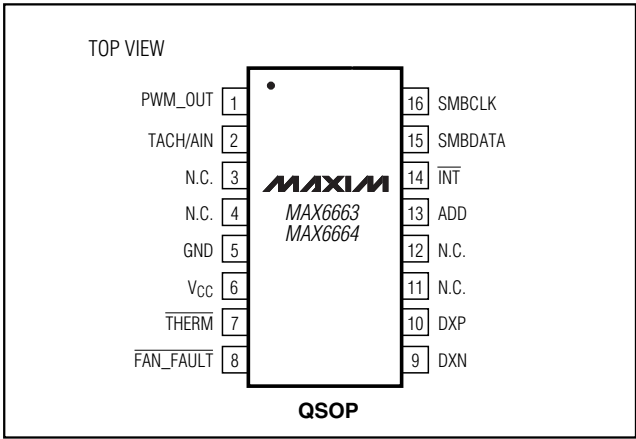 TOP VIEW
PWM_OUT 1 16 SMBCLK
TACH/AIN 2 15 SMBDATA
N.C. 3 MAXIM 14 INT
N.C. 4 MAX6663 13 ADD
MAX6664
GND 5 12 N.C.
VCC 6 11 N.C.
THERM 7 10 DXP
FAN_FAULT 8 9 DXN
QSOP